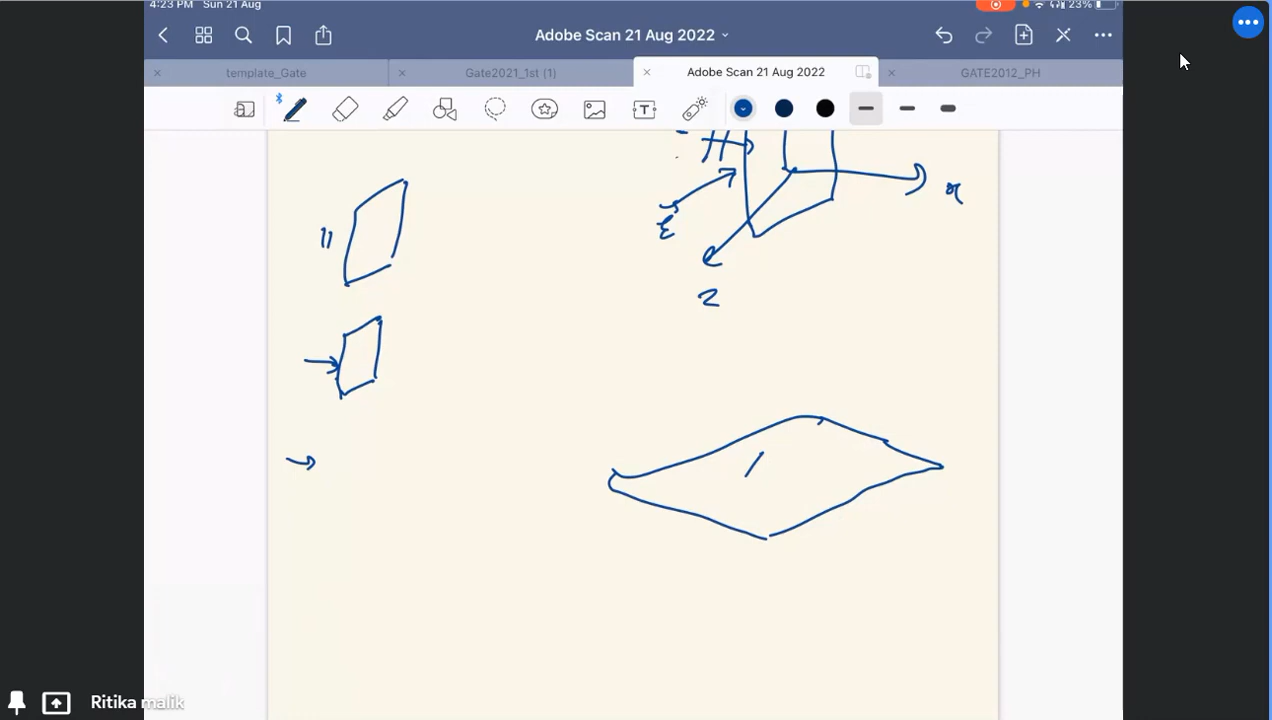 4:23 PM Sun 21 Aug
23%
Adobe Scan 21 Aug 2022
template_Gate
Gate2021_1st (1)
Adobe Scan 21 Aug 2022
GATE2012_PH
T
x
ε
z
Ritika malik